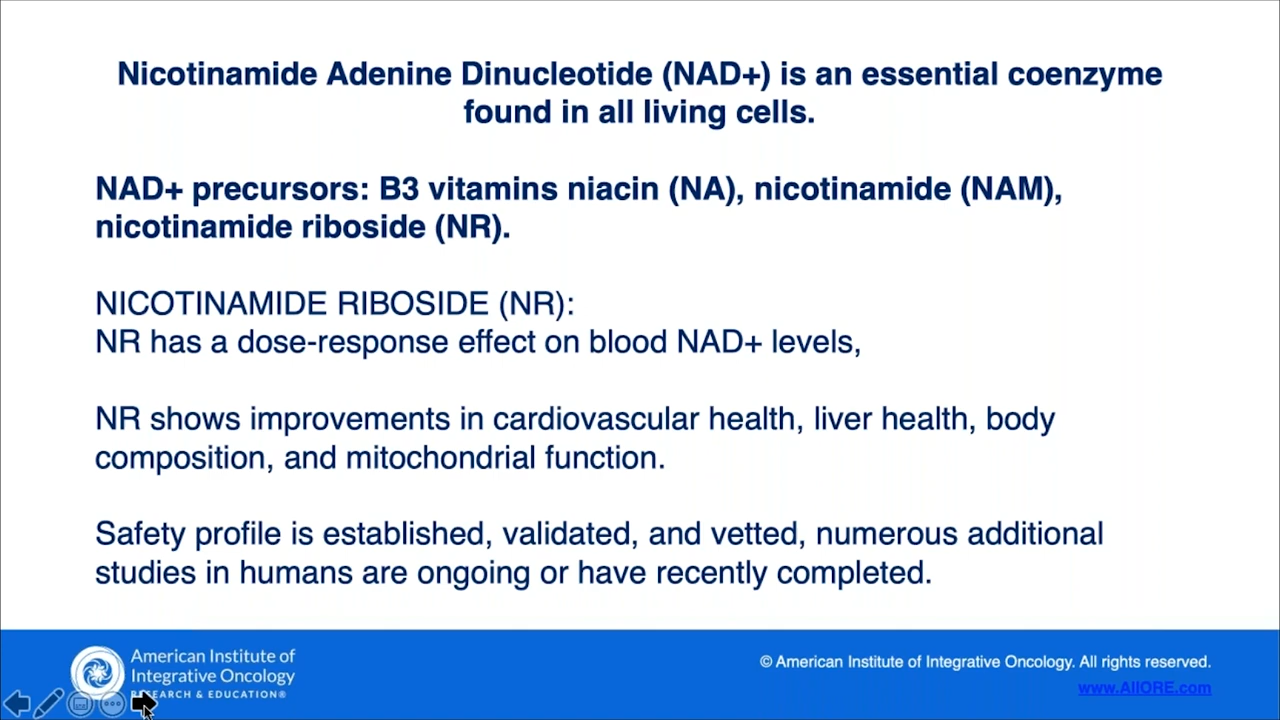 Nicotinamide Adenine Dinucleotide (NAD+) is an essential coenzyme
found in all living cells.
NAD+ precursors: B3 vitamins niacin (NA), nicotinamide (NAM),
nicotinamide riboside (NR).
NICOTINAMIDE RIBOSIDE (NR):
NR has a dose-response effect on blood NAD+ levels,
NR shows improvements in cardiovascular health, liver health, body
composition, and mitochondrial function.
Safety profile is established, validated, and vetted, numerous additional
studies in humans are ongoing or have recently completed.
American Institute of
Integrative Oncology
RESEARCH & EDUCATION®
© American Institute of Integrative Oncology. All rights reserved.
www.AIIORE.com